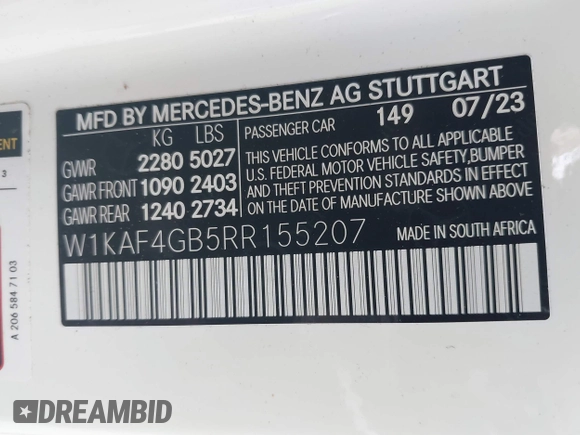 MFD BY MERCEDES-BENZ AG STUTTGART
KG LBS PASSENGER CAR 149 07/23
GVWR 2280 5027
GAWR FRONT 1090 2403
GAWR REAR 1240 2734
THIS VEHICLE CONFORMS TO ALL APPLICABLE
U.S. FEDERAL MOTOR VEHICLE SAFETY, BUMPER
AND THEFT PREVENTION STANDARDS IN EFFECT
ON THE DATE OF MANUFACTURE SHOWN ABOVE.
W1KAF4GB5RR155207 MADE IN SOUTH AFRICA
3
A 206 584 71 03
DREAMBID